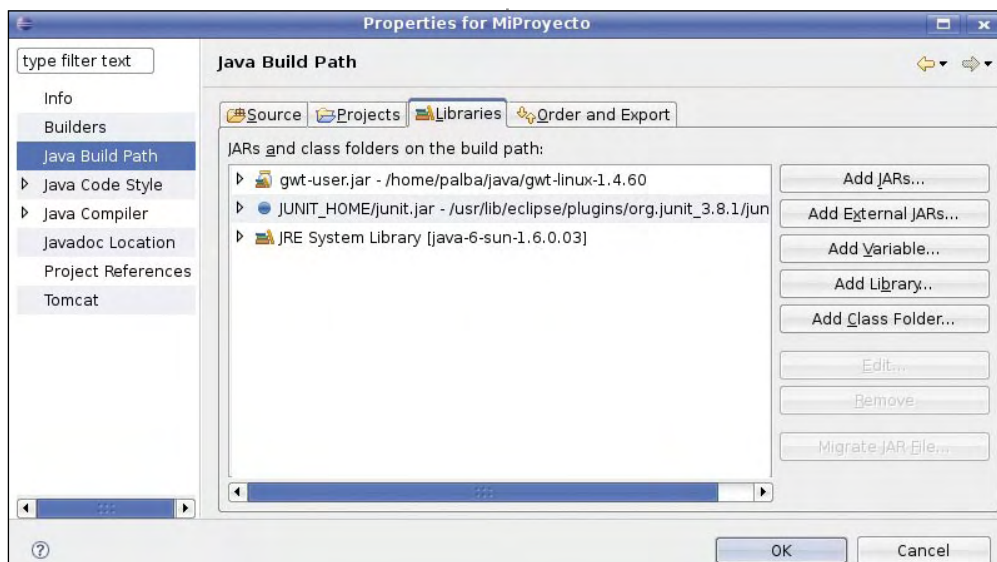 Properties for MiProyecto
type filter text
Info
Builders
Java Build Path
Java Code Style
Java Compiler
Javadoc Location
Project References
Tomcat
Java Build Path
Source Projects Libraries Order and Export
JARs and class folders on the build path:
gwt-user.jar - /home/palba/java/gwt-linux-1.4.60
JUNIT_HOME/junit.jar - /usr/lib/eclipse/plugins/org.junit_3.8.1/jun
JRE System Library [java-6-sun-1.6.0.03]
Add JARs...
Add External JARs...
Add Variable...
Add Library...
Add Class Folder...
Edit...
Remove
Migrate JAR File...
?
OK Cancel